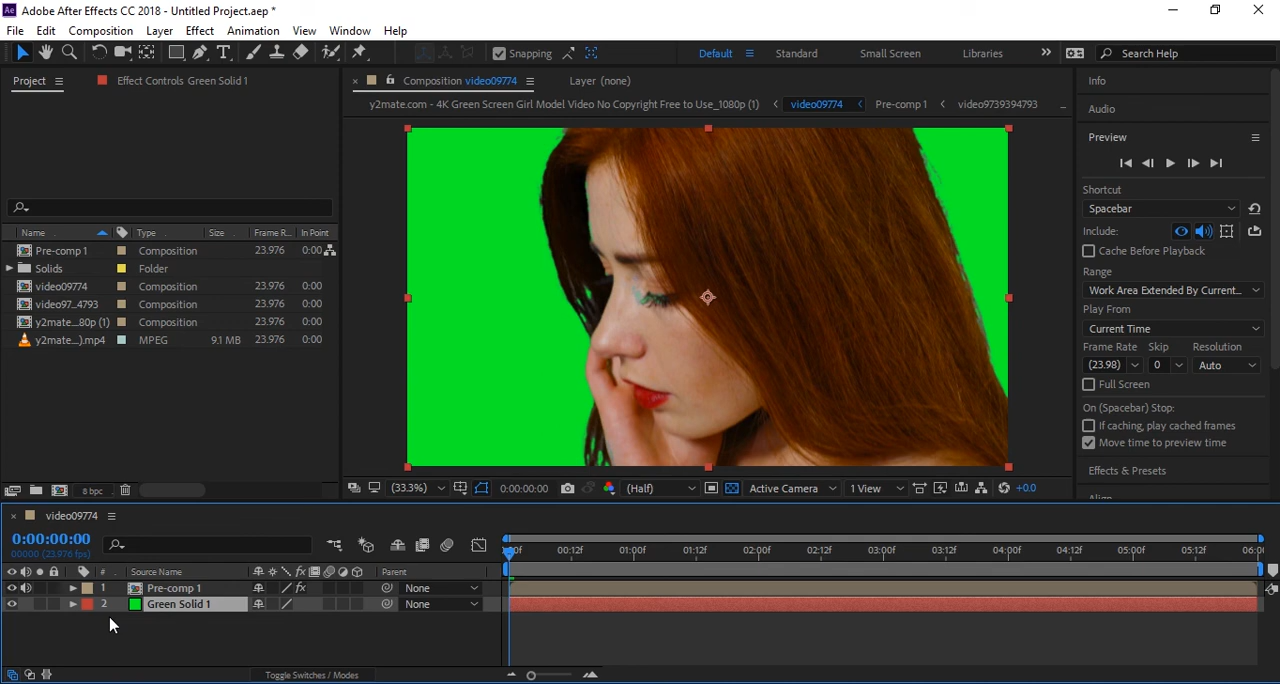 Ae Adobe After Effects CC 2018 - Untitled Project.aep *
File Edit Composition Layer Effect Animation View Window Help
Snapping Default Standard Small Screen Libraries Search Help
Project Effect Controls Green Solid 1
Composition video09774 Layer (none)
y2mate.com - 4K Green Screen Girl Model Video No Copyright Free to Use_1080p (1) video09774 Pre-comp 1 video9739394793
Info
Audio
Preview
Shortcut
Spacebar
Include:
Cache Before Playback
Range
Work Area Extended By Current...
Play From
Current Time
Frame Rate Skip Resolution
(23.98) 0 Auto
Full Screen
On (Spacebar) Stop:
If caching, play cached frames
Move time to preview time
Effects & Presets
Name Type Size Frame R... In Point
Pre-comp 1 Composition 23.976 0:00
Solids Folder
video09774 Composition 23.976 0:00
video97_4793 Composition 23.976 0:00
y2mate...80p (1) Composition 23.976 0:00
y2mate...).mp4 MPEG 9.1 MB 23.976 0:00
8 bpc
(33.3%) 0:00:00:00 (Half) Active Camera 1 View +0.0
video09774
0:00:00:00
00000 (23.976 fps)
00:12f 01:00f 01:12f 02:00f 02:12f 03:00f 03:12f 04:00f 04:12f 05:00f 05:12f
# Source Name Parent
1 Pre-comp 1 None
2 Green Solid 1 None
Toggle Switches / Modes